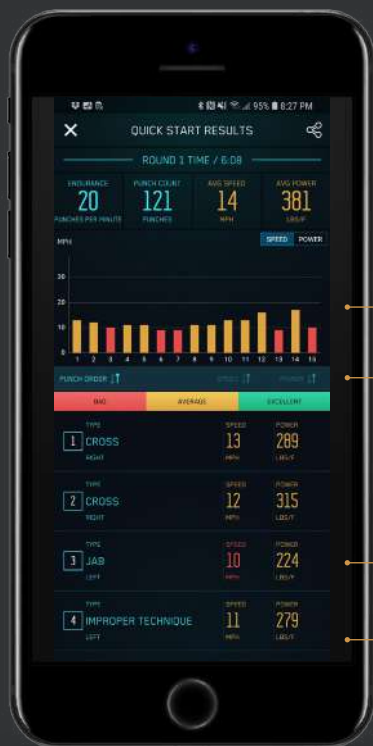 95% 8:27 PM
QUICK START RESULTS
ROUND 1 TIME / 6:08
ENDURANCE PUNCH COUNT AVG SPEED AVG POWER
20 121 14 381
PUNCHES PER MINUTE PUNCHES MPH LBS/F
MPH SPEED POWER
30
20
10
0
1 2 3 4 5 6 7 8 9 10 11 12 13 14 15
PUNCH ORDER SPEED POWER
BAD AVERAGE EXCELLENT
TYPE SPEED POWER
1 CROSS 13 289
RIGHT MPH LBS/F
TYPE SPEED POWER
2 CROSS 12 315
RIGHT MPH LBS/F
TYPE SPEED POWER
3 JAB 10 224
LEFT MPH LBS/F
TYPE SPEED POWER
4 IMPROPER TECHNIQUE 11 279
LEFT MPH LBS/F